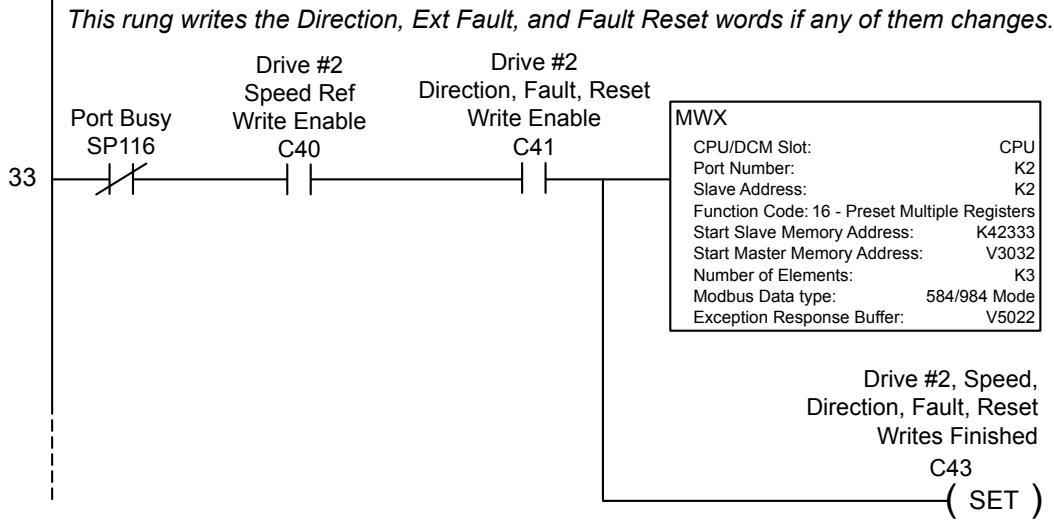 This rung writes the Direction, Ext Fault, and Fault Reset words if any of them changes.
Port Busy
SP116
Drive #2
Speed Ref
Write Enable
C40
Drive #2
Direction, Fault, Reset
Write Enable
C41
33
MWX
CPU/DCM Slot: CPU
Port Number: K2
Slave Address: K2
Function Code: 16 - Preset Multiple Registers
Start Slave Memory Address: K42333
Start Master Memory Address: V3032
Number of Elements: K3
Modbus Data type: 584/984 Mode
Exception Response Buffer: V5022
Drive #2, Speed,
Direction, Fault, Reset
Writes Finished
C43
( SET )